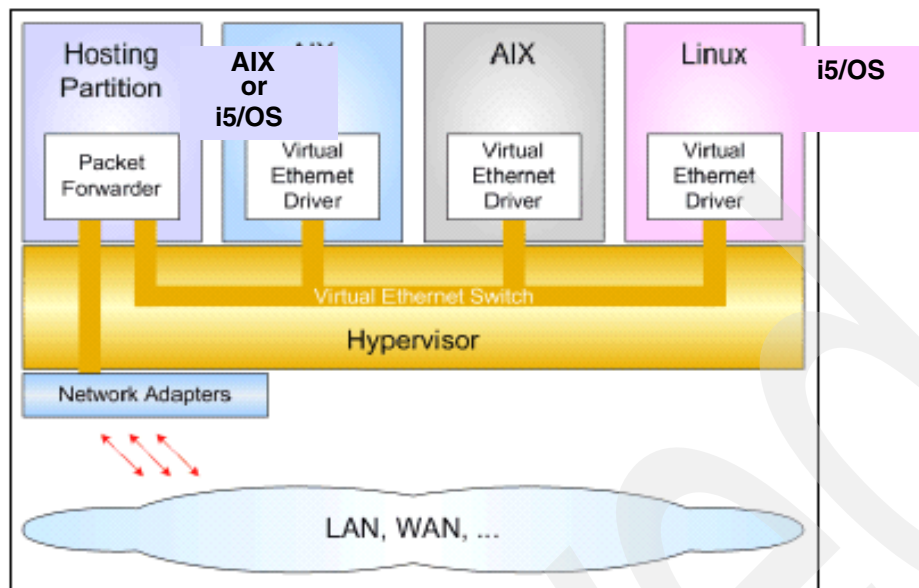 Hosting
Partition
AIX
or
i5/OS
AIX
Linux
i5/OS
Packet
Forwarder
Virtual
Ethernet
Driver
Virtual
Ethernet
Driver
Virtual
Ethernet
Driver
Virtual Ethernet Switch
Hypervisor
Network Adapters
LAN, WAN, ...